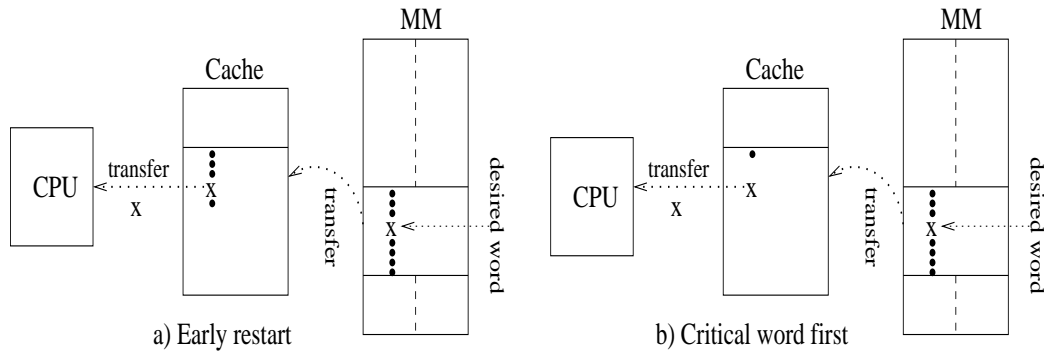 MM
Cache
CPU
transfer
x
x
transfer
x
desired word
a) Early restart
MM
Cache
CPU
transfer
x
x
transfer
x
desired word
b) Critical word first